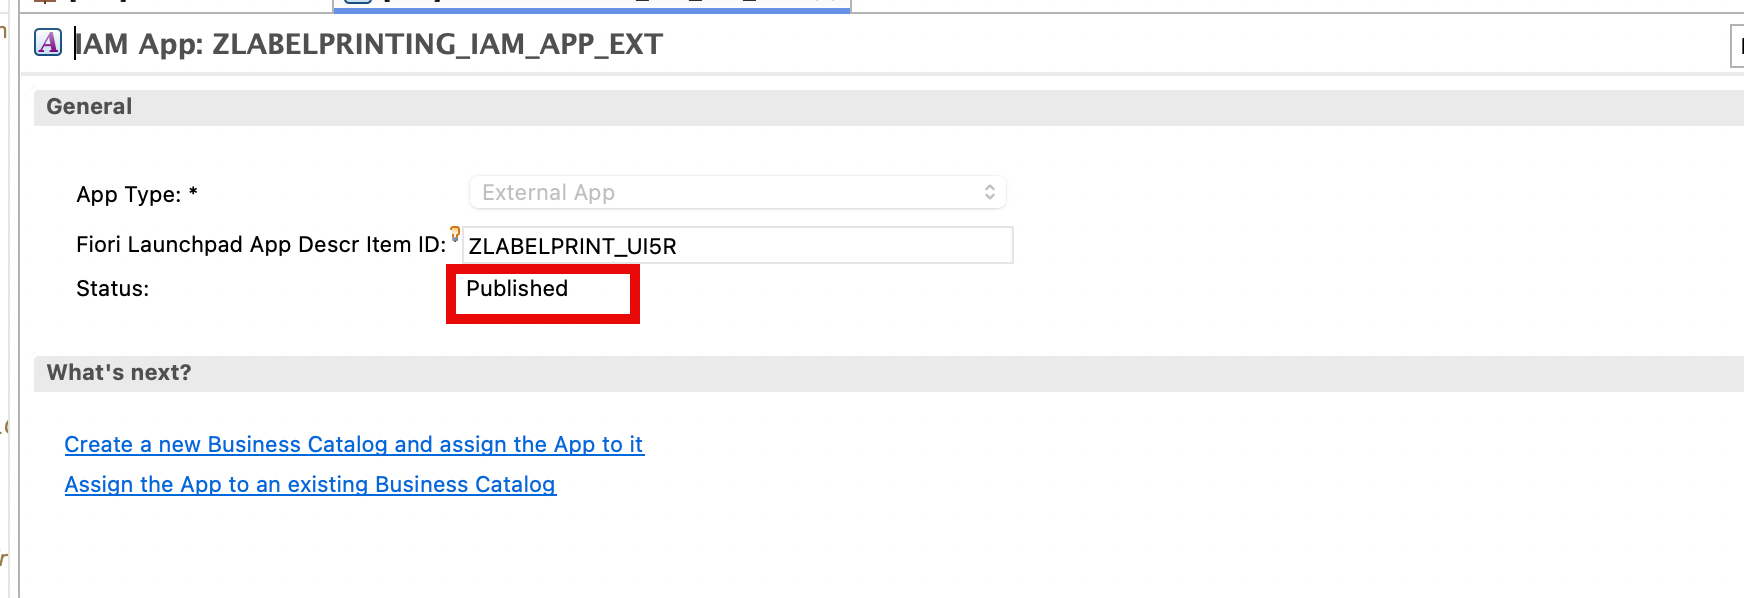 IAM App: ZLABELPRINTING_IAM_APP_EXT
General
App Type: *
External App
Fiori Launchpad App Descr Item ID:
ZLABELPRINT_UI5R
Status:
Published
What's next?
Create a new Business Catalog and assign the App to it
Assign the App to an existing Business Catalog